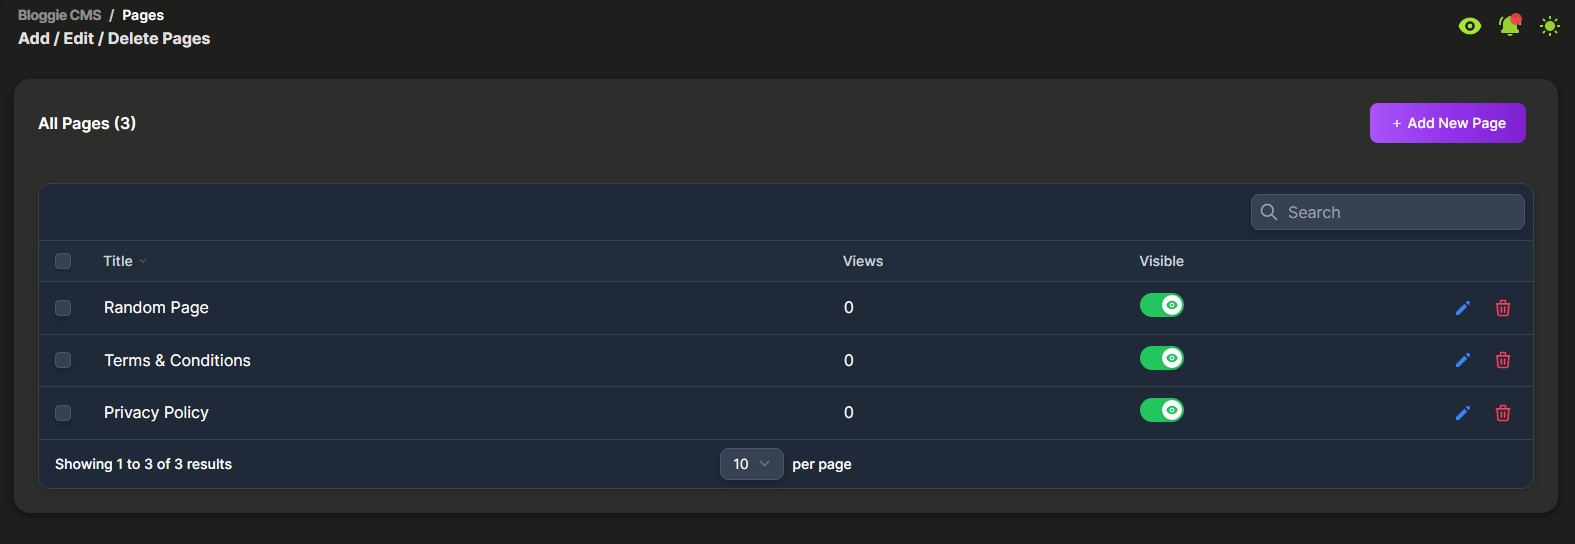 Bloggie CMS / Pages
Add / Edit / Delete Pages
All Pages (3)
+ Add New Page
Search
Title Views Visible
Random Page 0
Terms & Conditions 0
Privacy Policy 0
Showing 1 to 3 of 3 results 10 per page